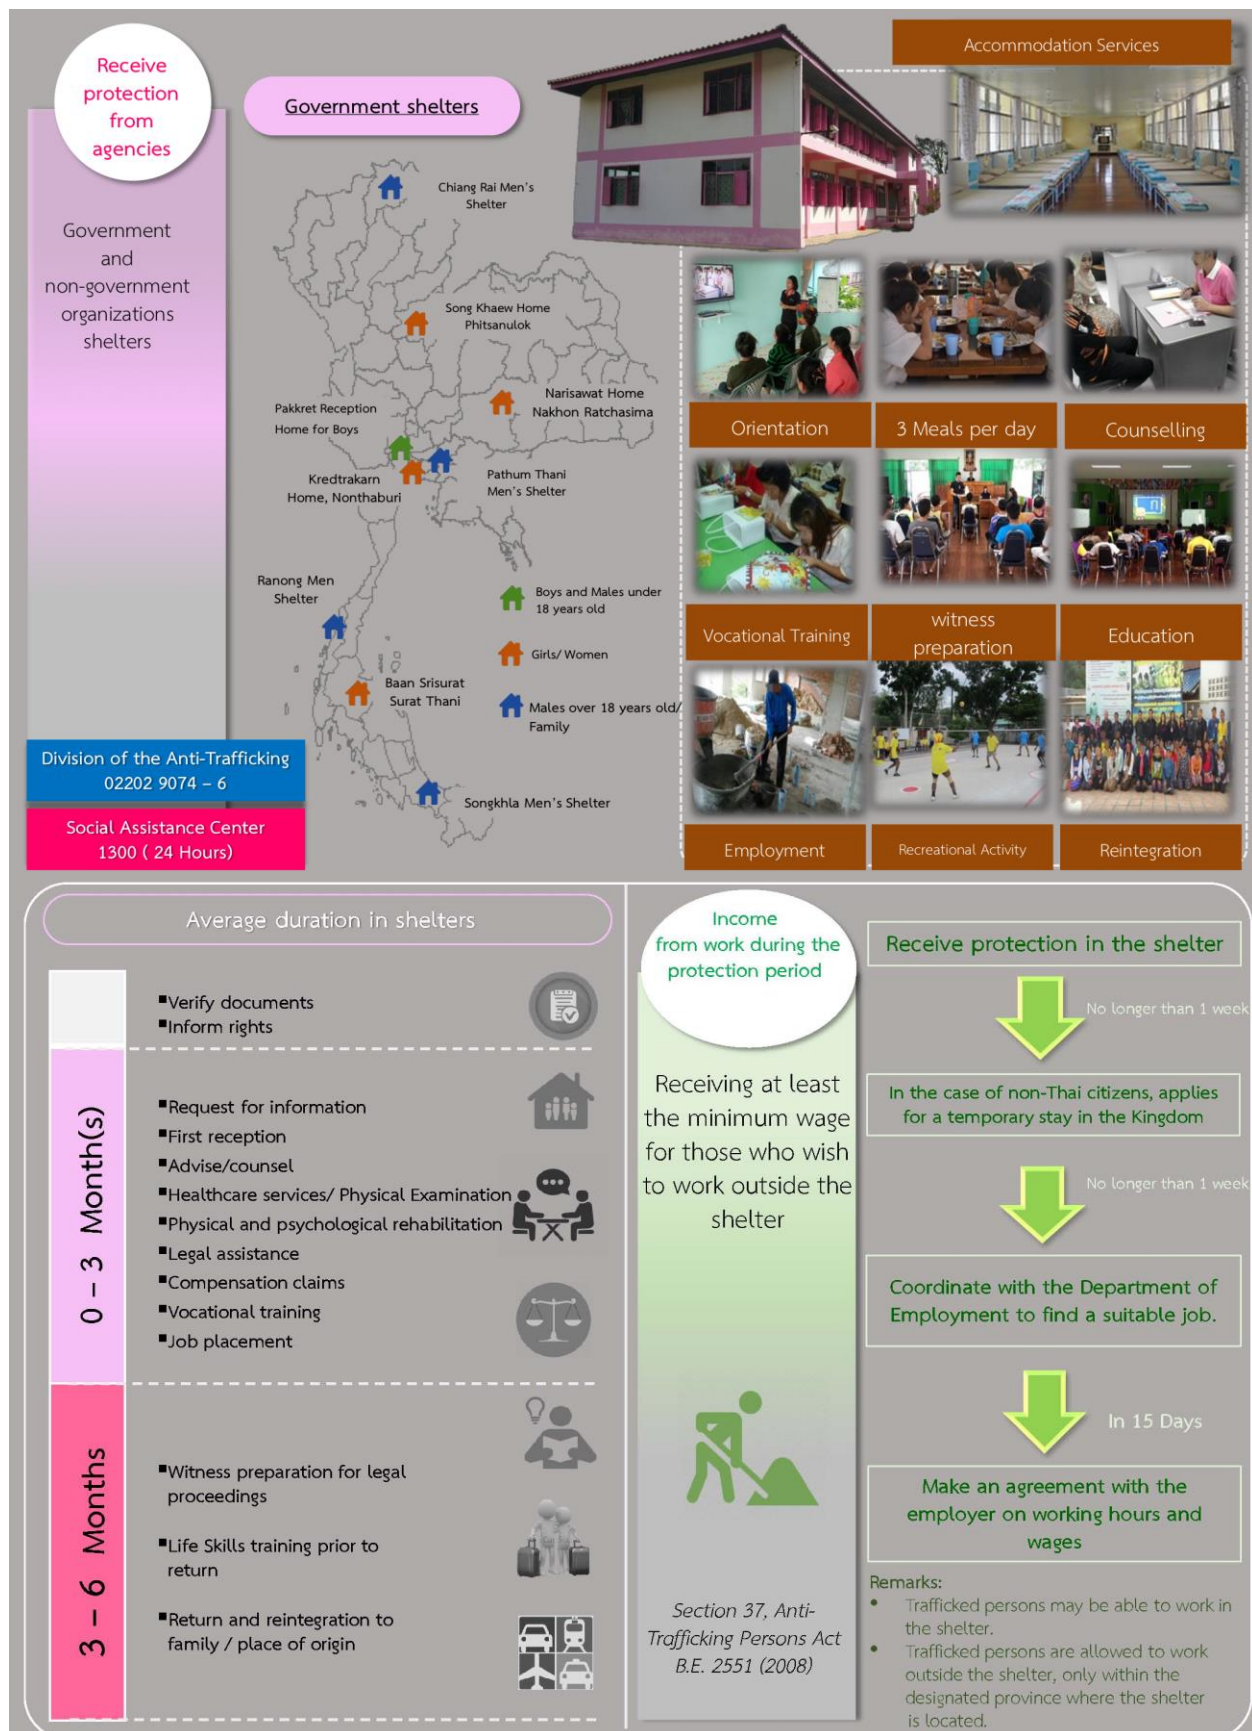 Receive
protection
from
agencies
Government
and
non-government
organizations
shelters
Division of the Anti-Trafficking
02202 9074 – 6
Social Assistance Center
1300 ( 24 Hours)
Government shelters
Chiang Rai Men's
Shelter
Song Khaew Home
Phitsanulok
Narisawat Home
Nakhon Ratchasima
Pakkret Reception
Home for Boys
Kredtrakarn
Home, Nonthaburi
Pathum Thani
Men's Shelter
Ranong Men
Shelter
Boys and Males under
18 years old
Girls/ Women
Males over 18 years old/
Family
Baan Srisurat
Surat Thani
Songkhla Men's Shelter
Accommodation Services
Orientation
3 Meals per day
Counselling
Vocational Training
witness
preparation
Education
Employment
Recreational Activity
Reintegration
Average duration in shelters
▪Verify documents
▪Inform rights
0 – 3 Month(s)
▪Request for information
▪First reception
▪Advise/counsel
▪Healthcare services/ Physical Examination
▪Physical and psychological rehabilitation
▪Legal assistance
▪Compensation claims
▪Vocational training
▪Job placement
3 – 6 Months
▪Witness preparation for legal
proceedings
▪Life Skills training prior to
return
▪Return and reintegration to
family / place of origin
Income
from work during the
protection period
Receiving at least
the minimum wage
for those who wish
to work outside the
shelter
Section 37, Anti-
Trafficking Persons Act
B.E. 2551 (2008)
Receive protection in the shelter
No longer than 1 week
In the case of non-Thai citizens, applies
for a temporary stay in the Kingdom
No longer than 1 week
Coordinate with the Department of
Employment to find a suitable job.
In 15 Days
Make an agreement with the
employer on working hours and
wages
Remarks:
• Trafficked persons may be able to work in
the shelter.
• Trafficked persons are allowed to work
outside the shelter, only within the
designated province where the shelter
is located.